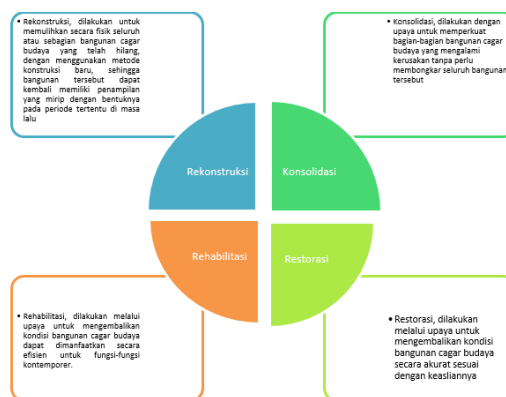 • Rekonstruksi, dilakukan untuk
memulihkan secara fisik seluruh
atau sebagian bangunan cagar
budaya yang telah hilang,
dengan menggunakan metode
konstruksi baru, sehingga
bangunan tersebut dapat
kembali memiliki penampilan
yang mirip dengan bentuknya
pada periode tertentu di masa
lalu
• Konsolidasi, dilakukan dengan
upaya untuk memperkuat
bagian-bagian bangunan cagar
budaya yang mengalami
kerusakan tanpa perlu
membongkar seluruh bangunan
tersebut
Rekonstruksi
Konsolidasi
Rehabilitasi
Restorasi
• Rehabilitasi, dilakukan melalui
upaya untuk mengembalikan
kondisi bangunan cagar budaya
dapat dimanfaatkan secara
efisien untuk fungsi-fungsi
kontemporer.
• Restorasi, dilakukan
melalui upaya untuk
mengembalikan kondisi
bangunan cagar budaya
secara akurat sesuai
dengan keasliannya